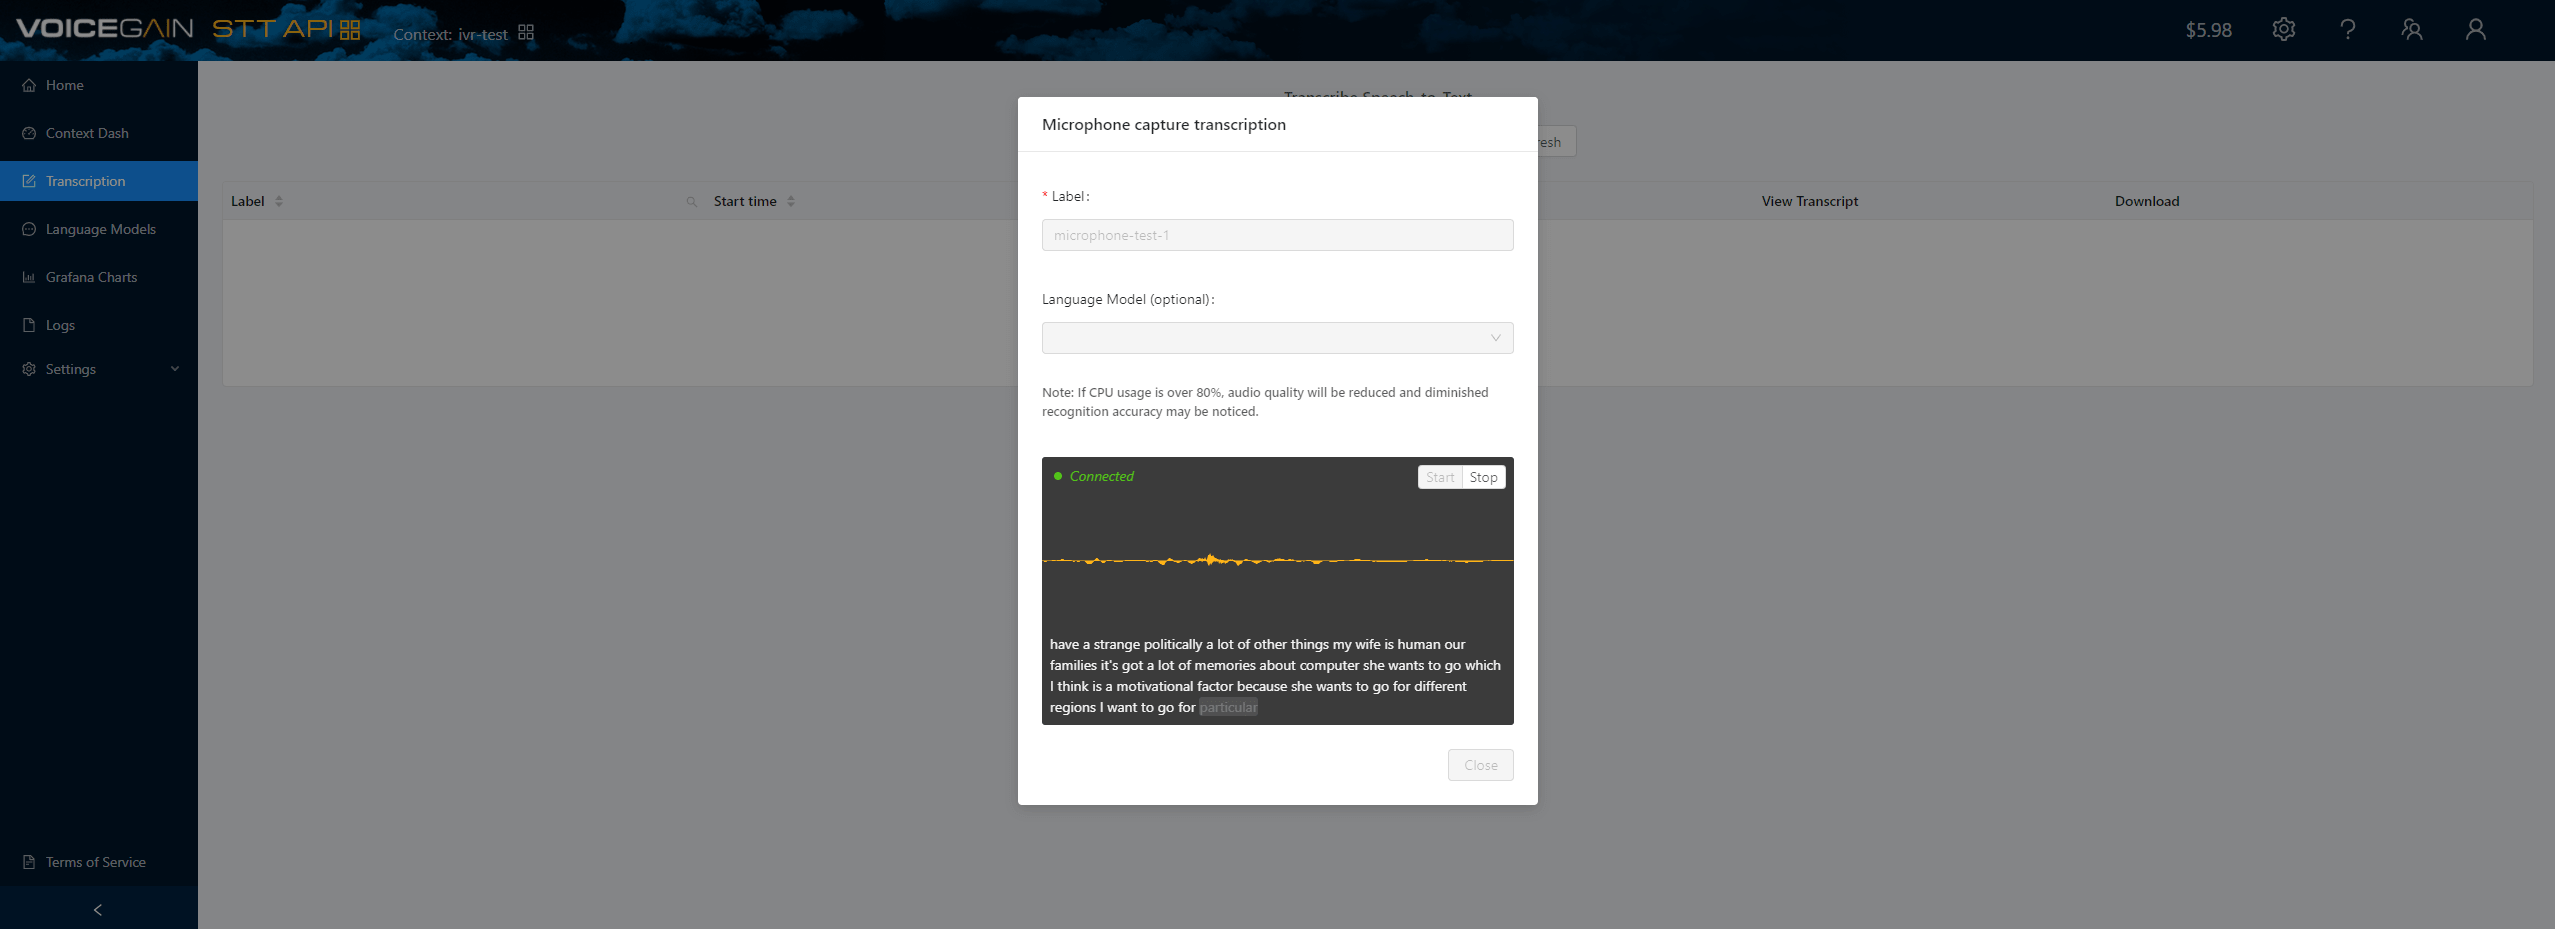 VOICEGAIN STT API
Context: ivr-test
$5.98
Home
Context Dash
Transcription
Language Models
Grafana Charts
Logs
Settings
Terms of Service
Transcribe Speech-to-Text
Label
Start time
View Transcript
Download
Microphone capture transcription
* Label:
microphone-test-1
Language Model (optional):
Note: If CPU usage is over 80%, audio quality will be reduced and diminished
recognition accuracy may be noticed.
Connected
Start Stop
have a strange politically a lot of other things my wife is human our
families it's got a lot of memories about computer she wants to go which
I think is a motivational factor because she wants to go for different
regions I want to go for particular
Close